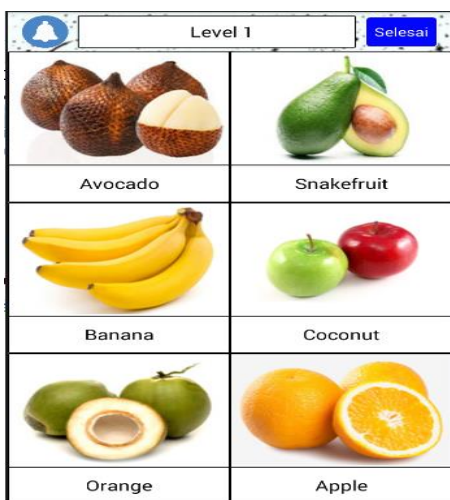 Level 1
Selesai
Avocado
Snakefruit
Banana
Coconut
Orange
Apple